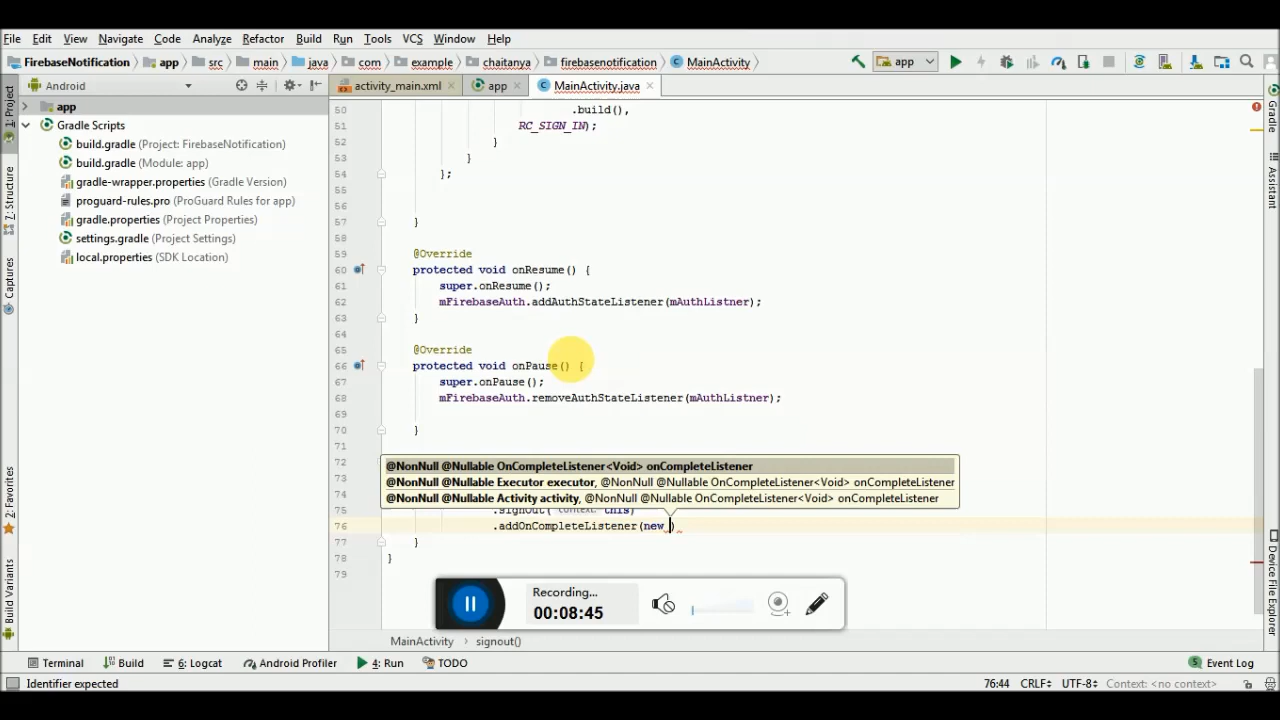 File Edit View Navigate Code Analyze Refactor Build Run Tools VCS Window Help
FirebaseNotification app src main java com example chaitanya firebasenotification MainActivity app
Android activity_main.xml app MainActivity.java
1: Project
7: Structure
Captures
2: Favorites
Build Variants
app
Gradle Scripts
build.gradle (Project: FirebaseNotification)
build.gradle (Module: app)
gradle-wrapper.properties (Gradle Version)
proguard-rules.pro (ProGuard Rules for app)
gradle.properties (Project Properties)
settings.gradle (Project Settings)
local.properties (SDK Location)
50 .build(),
51 RC_SIGN_IN);
52 }
53 }
54 };
55
56
57 }
58
59 @Override
60 protected void onResume() {
61 super.onResume();
62 mFirebaseAuth.addAuthStateListener(mAuthListner);
63 }
64
65 @Override
66 protected void onPause() {
67 super.onPause();
68 mFirebaseAuth.removeAuthStateListener(mAuthListner);
69
70 }
71
72 @NonNull @Nullable OnCompleteListener<Void> onCompleteListener
73 @NonNull @Nullable Executor executor, @NonNull @Nullable OnCompleteListener<Void> onCompleteListener
74 @NonNull @Nullable Activity activity, @NonNull @Nullable OnCompleteListener<Void> onCompleteListener
75 .signOut( context: this)
76 .addOnCompleteListener(new )
77 }
78 }
79
Recording...
00:08:45
MainActivity signout()
Gradle
Assistant
Device File Explorer
Terminal Build 6: Logcat Android Profiler 4: Run TODO 5 Event Log
Identifier expected 76:44 CRLF UTF-8 Context: <no context>